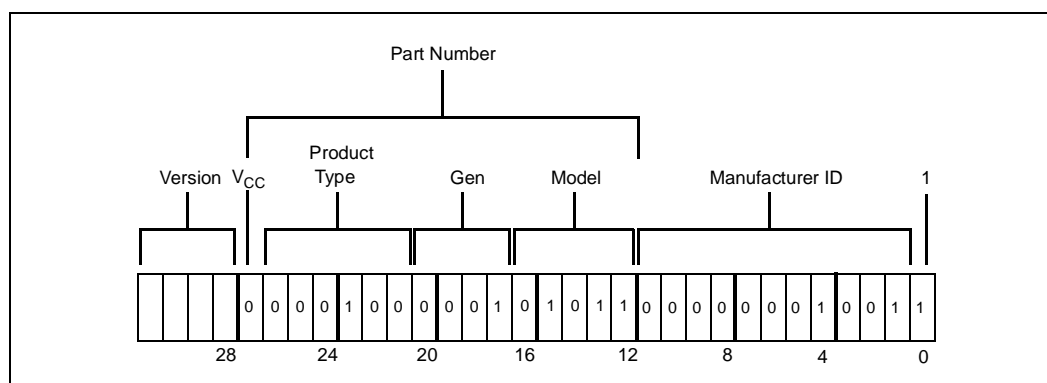 Part Number
Product
Version VCC Type Gen Model Manufacturer ID 1
0 0 0 0 1 0 0 0 0 0 1 0 1 0 1 1 0 0 0 0 0 0 0 1 0 0 1 1
28 24 20 16 12 8 4 0